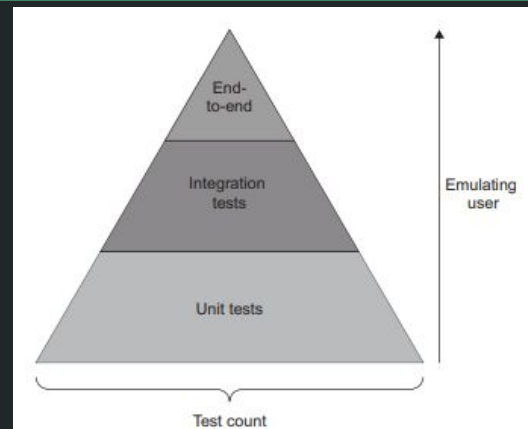 End-
to-end
Integration
tests
Emulating
user
Unit tests
Test count